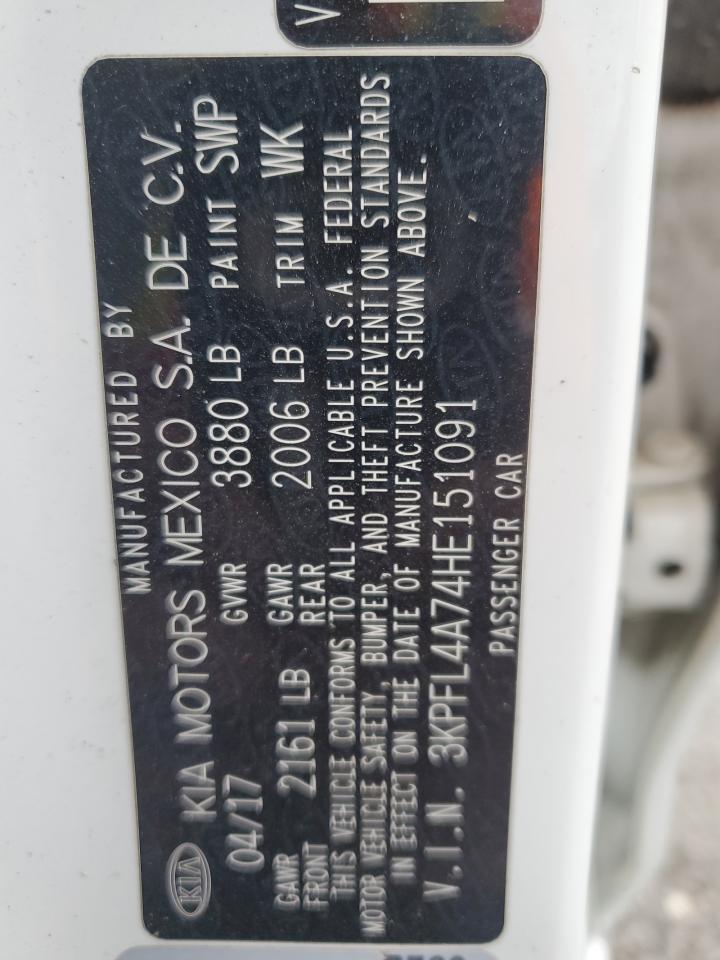 MANUFACTURED BY
KIA KIA MOTORS MEXICO S.A. DE C.V.
04/17 GVWR 3880 LB PAINT SWP
GAWR FRONT 2161 LB GAWR REAR 2006 LB TRIM WK
THIS VEHICLE CONFORMS TO ALL APPLICABLE U.S.A. FEDERAL
MOTOR VEHICLE SAFETY, BUMPER, AND THEFT PREVENTION STANDARDS
IN EFFECT ON THE DATE OF MANUFACTURE SHOWN ABOVE.
V.I.N. 3KPFL4A74HE151091
PASSENGER CAR
V